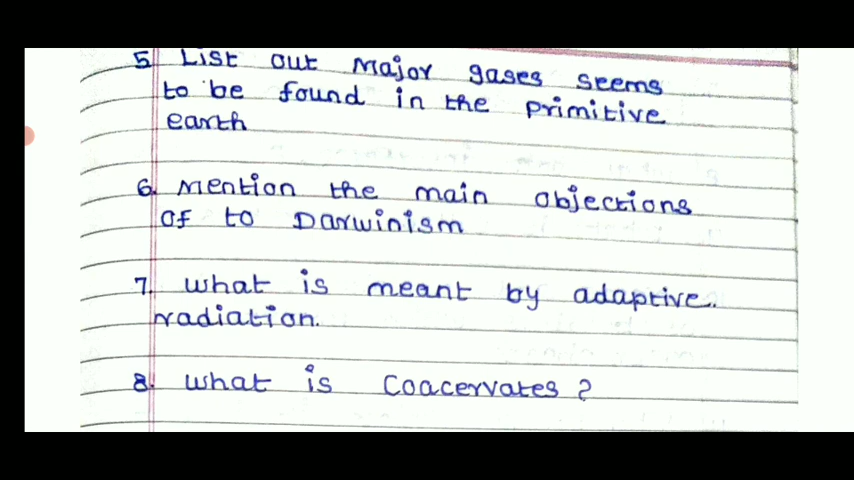 5. List out Major gases seems
to be found in the primitive
earth
6. Mention the main objections
of to Darwinism
7. what is meant by adaptive..
radiation.
8. what is Coacervates ?